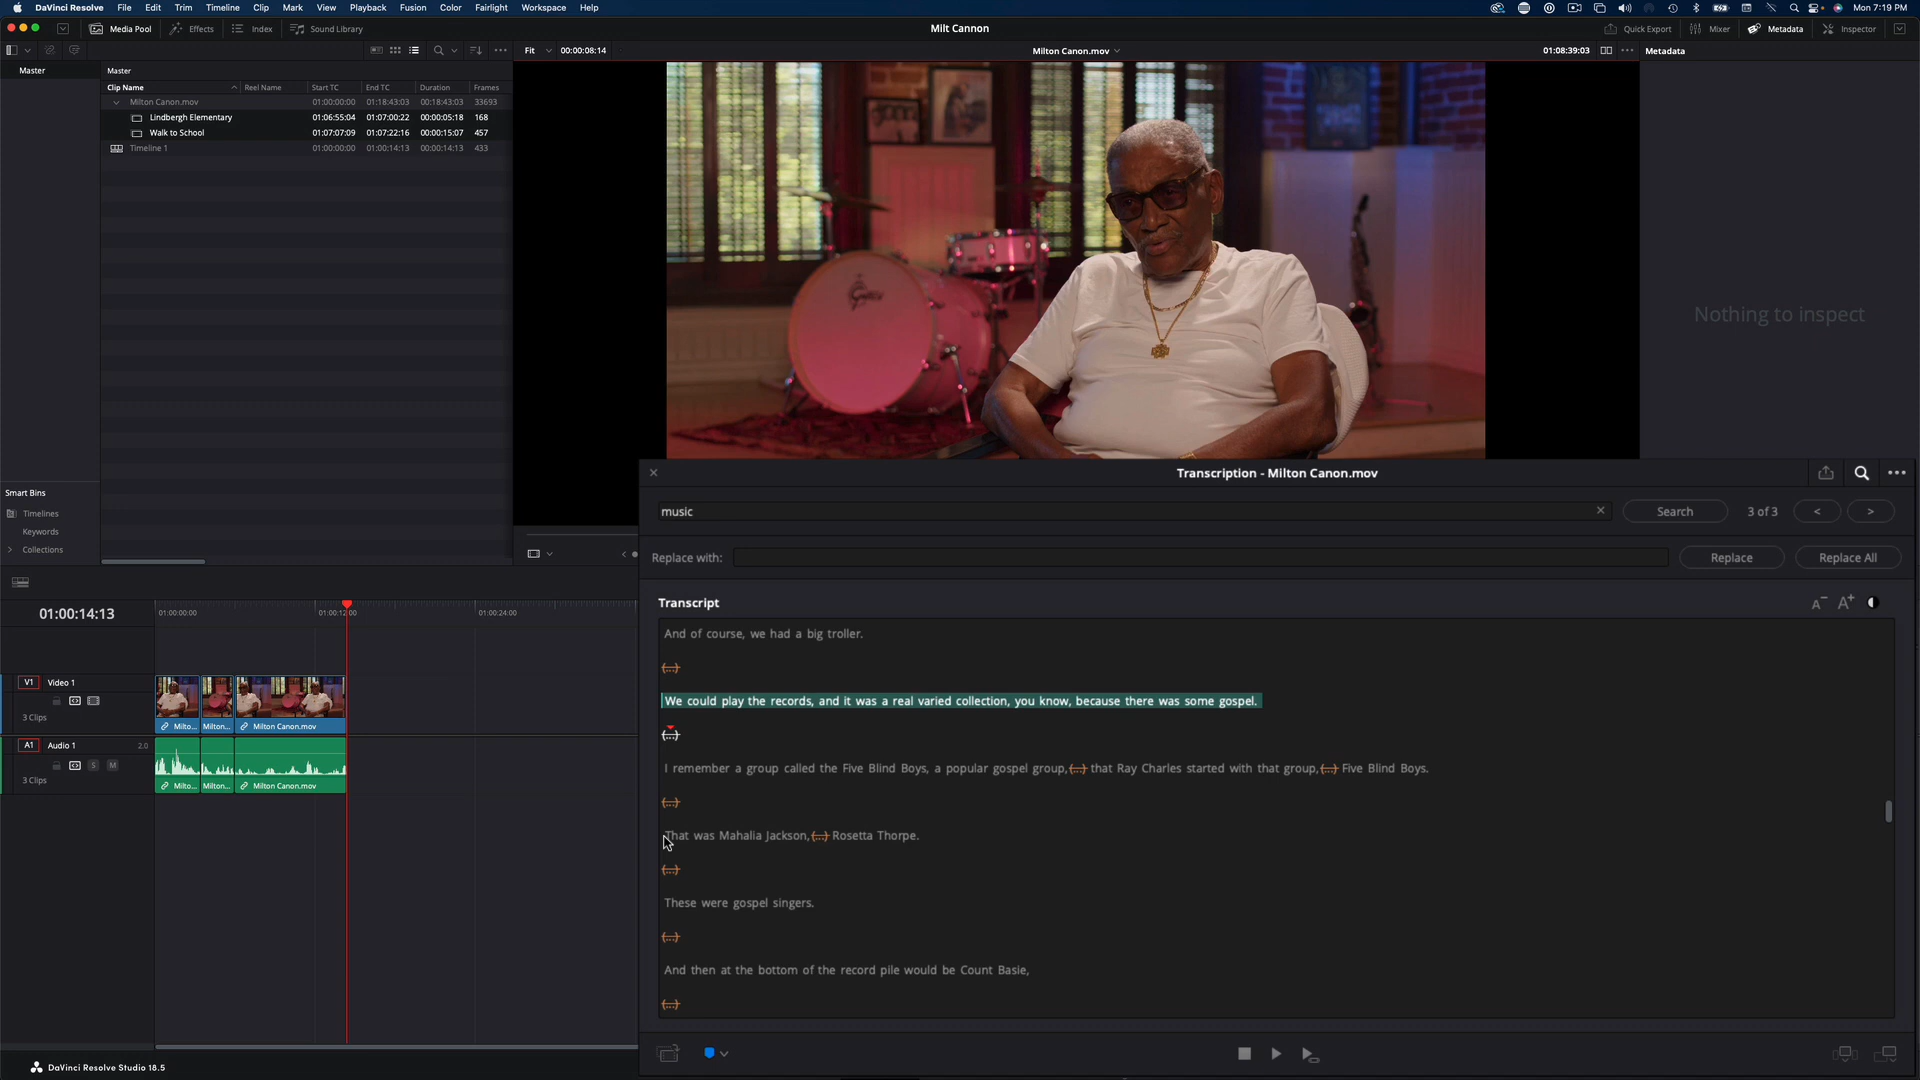 DaVinci Resolve File Edit Trim Timeline Clip Mark View Playback Fusion Color Fairlight Workspace Help Mon 7:19 PM
Media Pool Effects Index Sound Library Milt Cannon Quick Export Mixer Metadata Inspector
Fit 00:00:08:14 Milton Canon.mov 01:08:39:03 Metadata
Master Master
Clip Name Reel Name Start TC End TC Duration Frames
Milton Canon.mov 01:00:00:00 01:18:43:03 00:18:43:03 33693
Lindbergh Elementary 01:06:55:04 01:07:00:22 00:00:05:18 168
Walk to School 01:07:07:09 01:07:22:16 00:00:15:07 457
Timeline 1 01:00:00:00 01:00:14:13 00:00:14:13 433
Nothing to inspect
Smart Bins
Timelines
Keywords
Collections
Transcription - Milton Canon.mov
music Search 3 of 3 < >
Replace with: Replace Replace All
Transcript A- A+
And of course, we had a big troller.
(...)
We could play the records, and it was a real varied collection, you know, because there was some gospel.
(...)
I remember a group called the Five Blind Boys, a popular gospel group,(...) that Ray Charles started with that group,(...) Five Blind Boys.
(...)
That was Mahalia Jackson,(...) Rosetta Thorpe.
(...)
These were gospel singers.
(...)
And then at the bottom of the record pile would be Count Basie,
(...)
01:00:14:13 01:00:00:00 01:00:12:00 01:00:24:00
V1 Video 1
3 Clips
Milto... Milton... Milton Canon.mov
A1 Audio 1 2.0
S M
3 Clips
Milto... Milton... Milton Canon.mov
DaVinci Resolve Studio 18.5